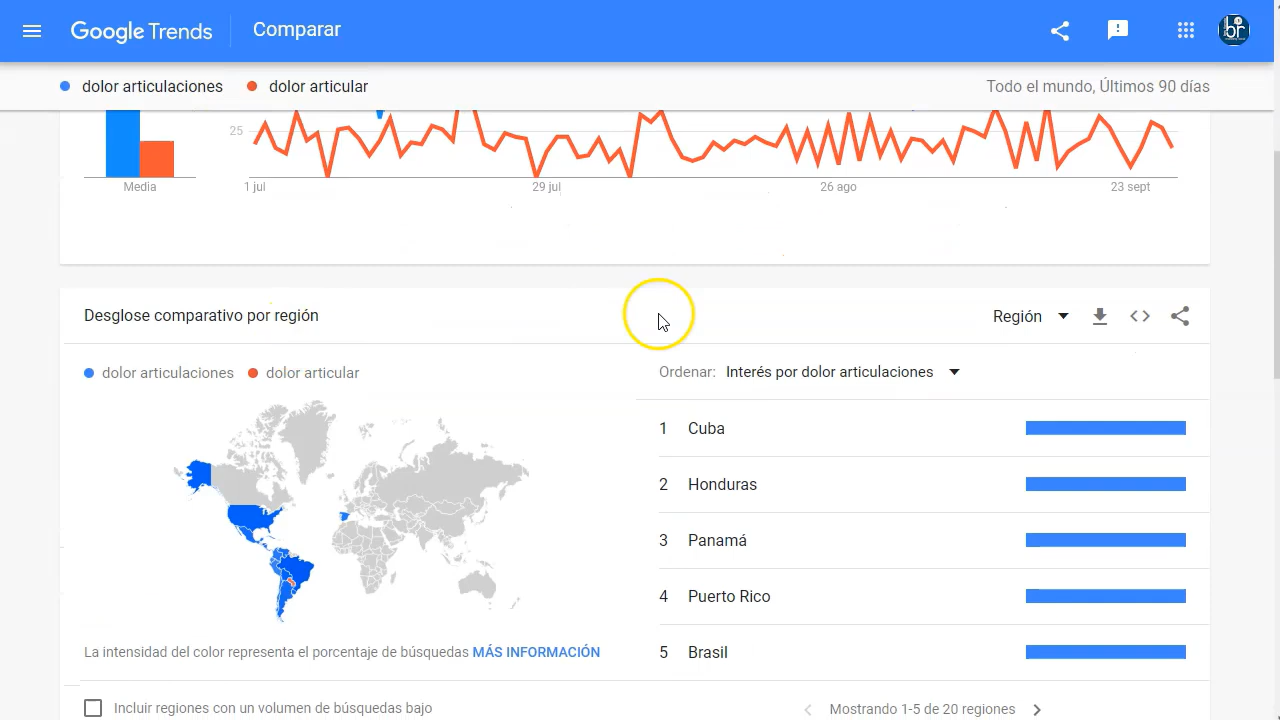 Google Trends Comparar
br
dolor articulaciones dolor articular Todo el mundo, Últimos 90 días
25
Media 1 jul 29 jul 26 ago 23 sept
Desglose comparativo por región Región
dolor articulaciones dolor articular Ordenar: Interés por dolor articulaciones
1 Cuba
2 Honduras
3 Panamá
4 Puerto Rico
5 Brasil
La intensidad del color representa el porcentaje de búsquedas MÁS INFORMACIÓN
Incluir regiones con un volumen de búsquedas bajo Mostrando 1-5 de 20 regiones